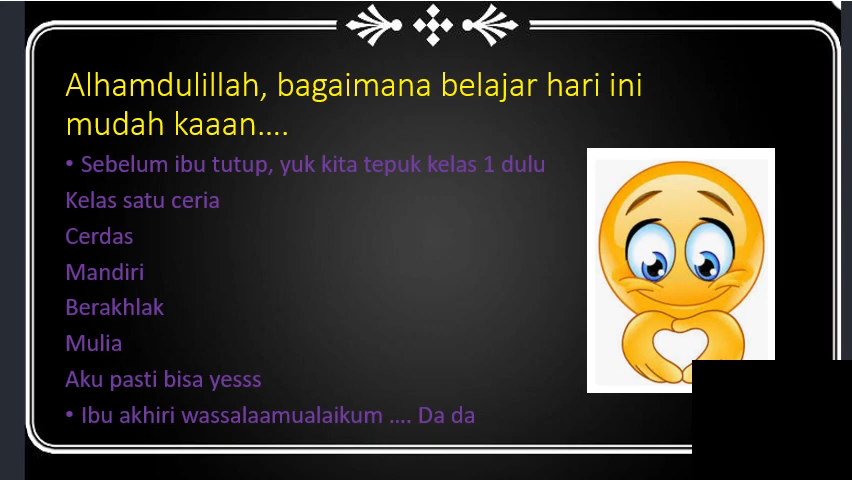 Alhamdulillah, bagaimana belajar hari ini
mudah kaaan....
• Sebelum ibu tutup, yuk kita tepuk kelas 1 dulu
Kelas satu ceria
Cerdas
Mandiri
Berakhlak
Mulia
Aku pasti bisa yesss
• Ibu akhiri wassalaamualaikum .... Da da